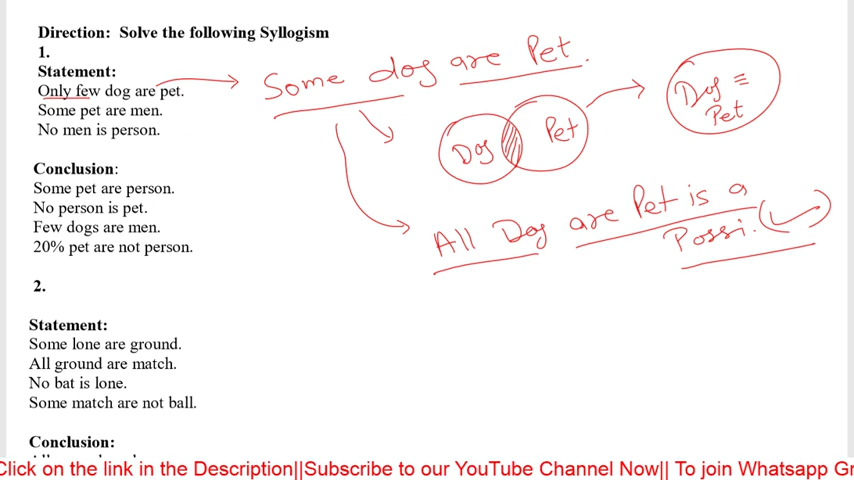 Direction: Solve the following Syllogism
1.
Statement:
Only few dog are pet.
Some pet are men.
No men is person.
Some dog are Pet.
Dog
Pet
Dog ≡
Pet
Conclusion:
Some pet are person.
No person is pet.
Few dogs are men.
20% pet are not person.
All Dog are Pet is a
Possi.
2.
Statement:
Some lone are ground.
All ground are match.
No bat is lone.
Some match are not ball.
Conclusion:
Click on the link in the Description||Subscribe to our YouTube Channel Now|| To join Whatsapp Gr